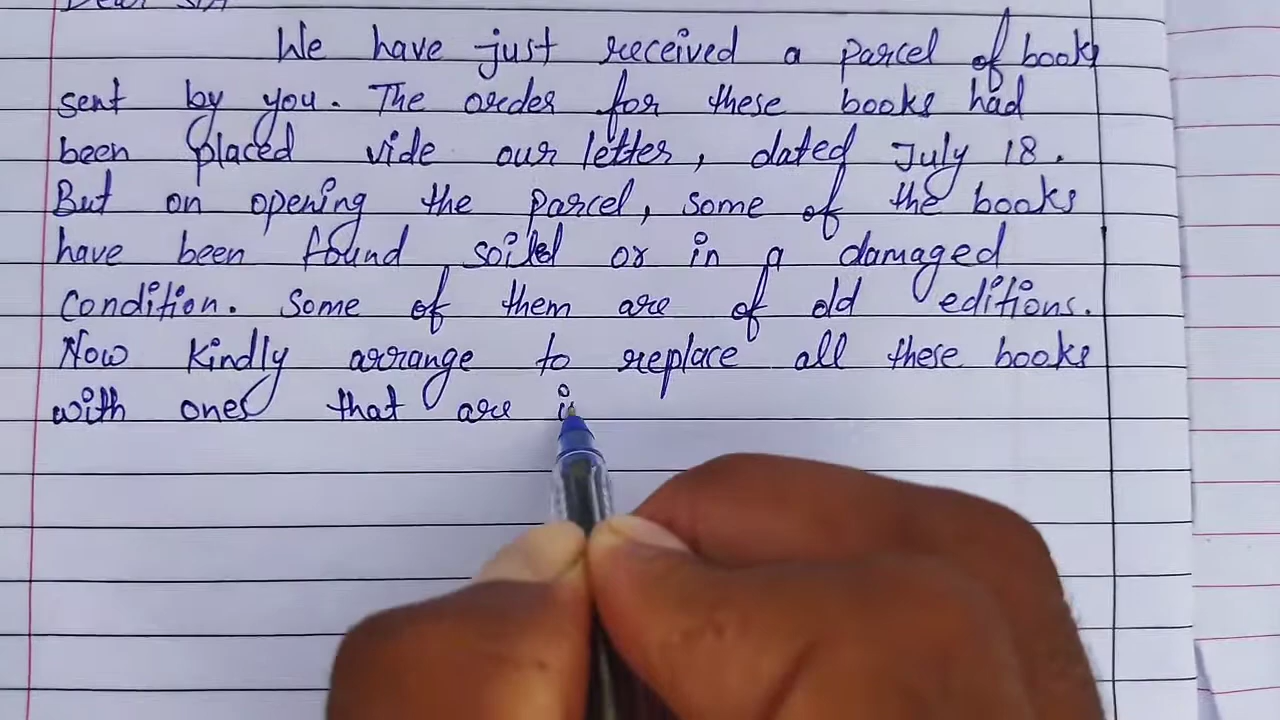 Dear Sir
We have just received a parcel of books
sent by you. The order for these books had
been placed vide our letter, dated July 18.
But on opening the parcel, some of the books
have been found soiled or in a damaged
condition. Some of them are of old editions.
Now kindly arrange to replace all these books
with ones that are i